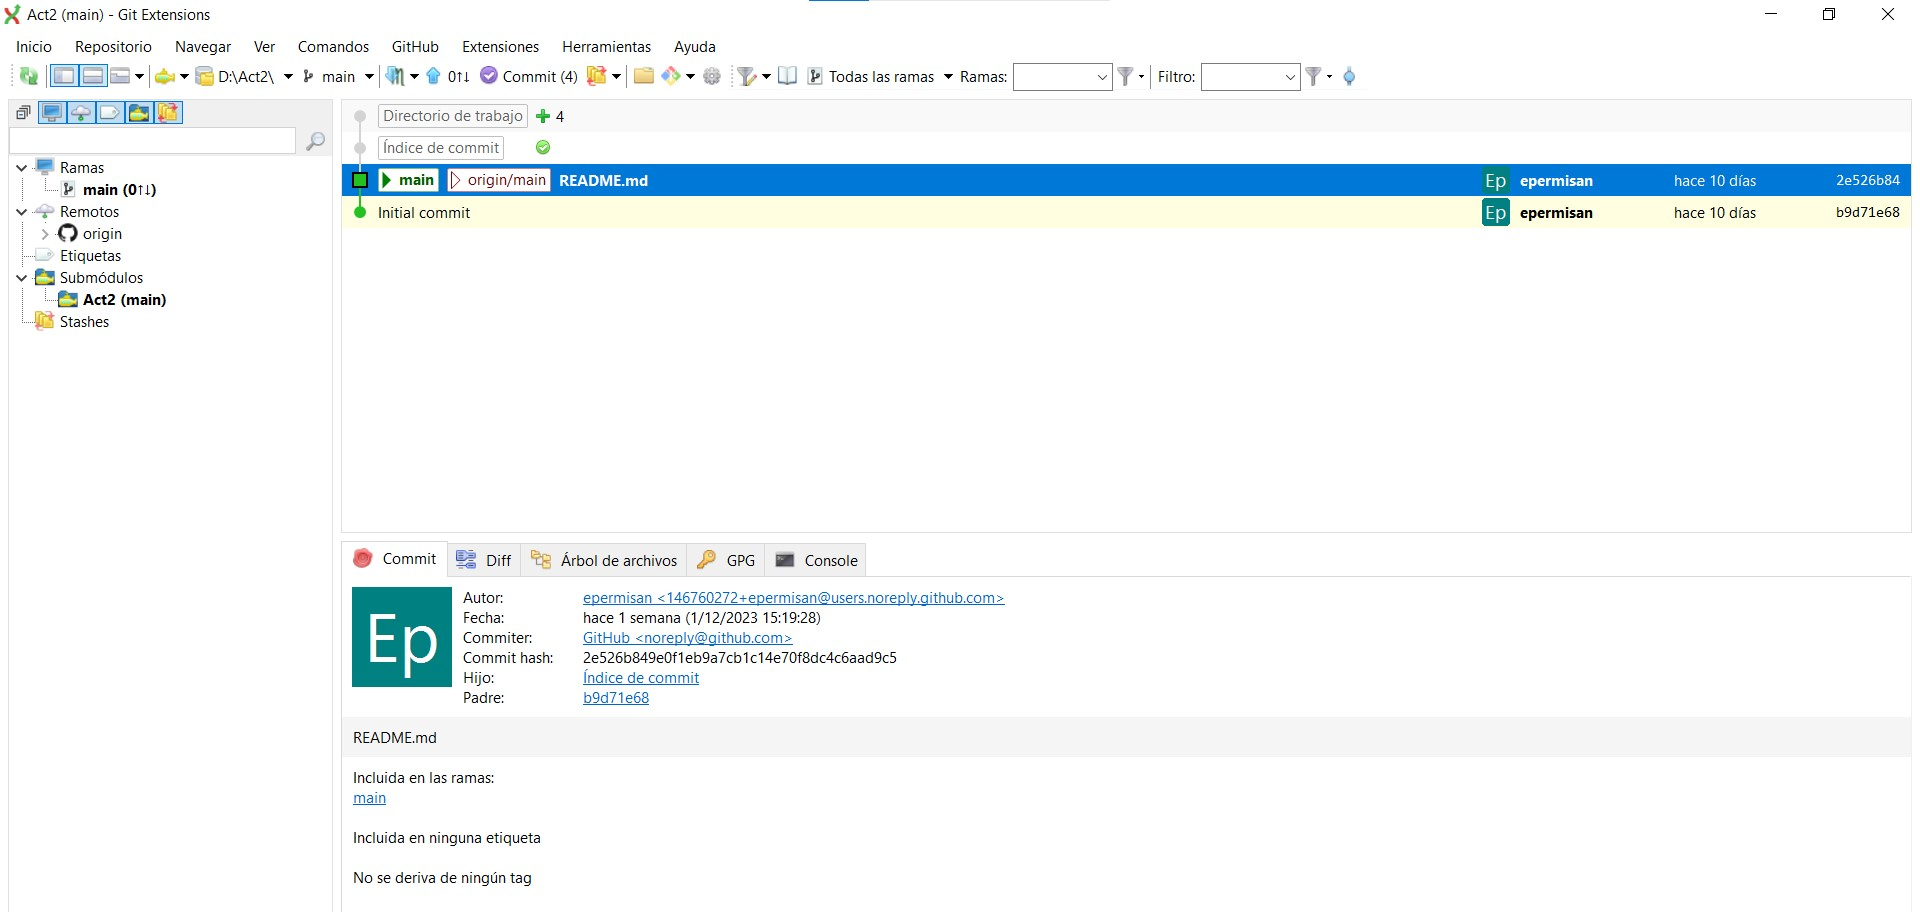 Act2 (main) - Git Extensions
Inicio Repositorio Navegar Ver Comandos GitHub Extensiones Herramientas Ayuda
D:\Act2\ main 0↑↓ Commit (4) Todas las ramas Ramas: Filtro:
Ramas
main (0↑↓)
Remotos
origin
Etiquetas
Submódulos
Act2 (main)
Stashes
Directorio de trabajo 4
Índice de commit
main origin/main README.md Ep epermisan hace 10 días 2e526b84
Initial commit Ep epermisan hace 10 días b9d71e68
Commit Diff Árbol de archivos GPG Console
Ep
Autor: epermisan <146760272+epermisan@users.noreply.github.com>
Fecha: hace 1 semana (1/12/2023 15:19:28)
Commiter: GitHub <noreply@github.com>
Commit hash: 2e526b849e0f1eb9a7cb1c14e70f8dc4c6aad9c5
Hijo: Índice de commit
Padre: b9d71e68
README.md
Incluida en las ramas:
main
Incluida en ninguna etiqueta
No se deriva de ningún tag